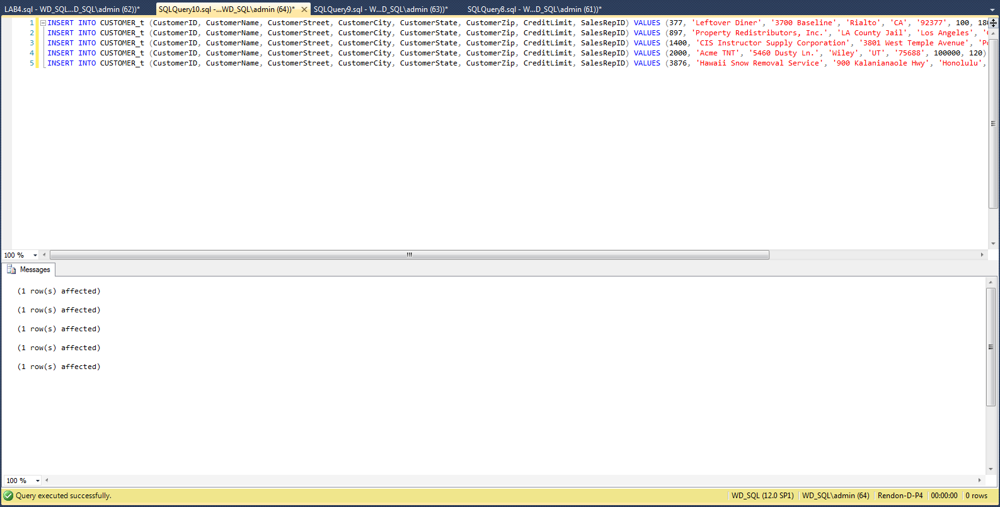 LAB4.sql - WD_SQL...D_SQL\admin (62))* SQLQuery10.sql -...WD_SQL\admin (64))* SQLQuery9.sql - W...D_SQL\admin (63))* SQLQuery8.sql - W...D_SQL\admin (61))*
1 INSERT INTO CUSTOMER_t (CustomerID, CustomerName, CustomerStreet, CustomerCity, CustomerState, CustomerZip, CreditLimit, SalesRepID) VALUES (377, 'Leftover Diner', '3700 Baseline', 'Rialto', 'CA', '92377', 100, 180
2 INSERT INTO CUSTOMER_t (CustomerID, CustomerName, CustomerStreet, CustomerCity, CustomerState, CustomerZip, CreditLimit, SalesRepID) VALUES (897, 'Property Redistributors, Inc.', 'LA County Jail', 'Los Angeles', '
3 INSERT INTO CUSTOMER_t (CustomerID, CustomerName, CustomerStreet, CustomerCity, CustomerState, CustomerZip, CreditLimit, SalesRepID) VALUES (1400, 'CIS Instructor Supply Corporation', '3801 West Temple Avenue', 'Po
4 INSERT INTO CUSTOMER_t (CustomerID, CustomerName, CustomerStreet, CustomerCity, CustomerState, CustomerZip, CreditLimit, SalesRepID) VALUES (2000, 'Acme TNT', '5460 Dusty Ln.', 'Wiley', 'UT', '75688', 100000, 120)
5 INSERT INTO CUSTOMER_t (CustomerID, CustomerName, CustomerStreet, CustomerCity, CustomerState, CustomerZip, CreditLimit, SalesRepID) VALUES (3876, 'Hawaii Snow Removal Service', '900 Kalanianaole Hwy', 'Honolulu',
100 %
Messages
(1 row(s) affected)
(1 row(s) affected)
(1 row(s) affected)
(1 row(s) affected)
(1 row(s) affected)
100 %
Query executed successfully. WD_SQL (12.0 SP1) WD_SQL\admin (64) Rendon-D-P4 00:00:00 0 rows